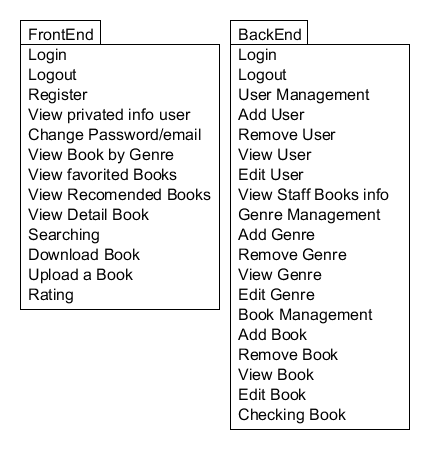 FrontEnd
Login
Logout
Register
View privated info user
Change Password/email
View Book by Genre
View favorited Books
View Recomended Books
View Detail Book
Searching
Download Book
Upload a Book
Rating
BackEnd
Login
Logout
User Management
Add User
Remove User
View User
Edit User
View Staff Books info
Genre Management
Add Genre
Remove Genre
View Genre
Edit Genre
Book Management
Add Book
Remove Book
View Book
Edit Book
Checking Book